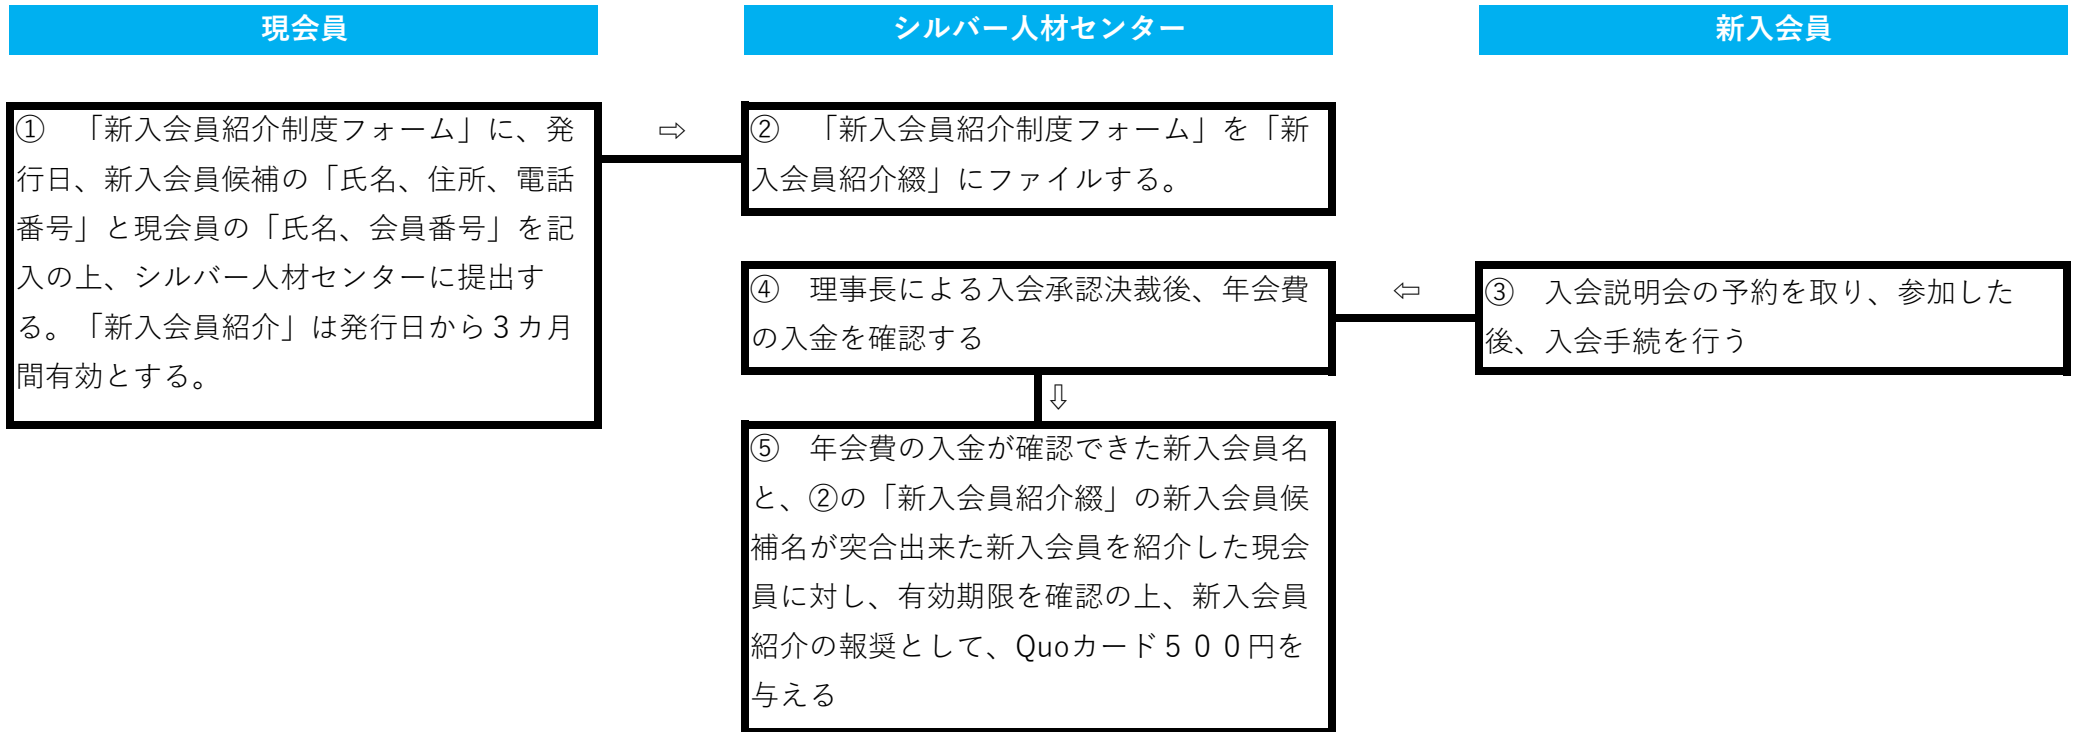 現会員
シルバー人材センター
新入会員
①　「新入会員紹介制度フォーム」に、発
行日、新入会員候補の「氏名、住所、電話
番号」と現会員の「氏名、会員番号」を記
入の上、シルバー人材センターに提出す
る。「新入会員紹介」は発行日から３カ月
間有効とする。
⇨
②　「新入会員紹介制度フォーム」を「新
入会員紹介綴」にファイルする。
③　入会説明会の予約を取り、参加した
後、入会手続を行う
⇦
④　理事長による入会承認決裁後、年会費
の入金を確認する
⇩
⑤　年会費の入金が確認できた新入会員名
と、②の「新入会員紹介綴」の新入会員候
補名が突合出来た新入会員を紹介した現会
員に対し、有効期限を確認の上、新入会員
紹介の報奨として、Quoカード５００円を
与える